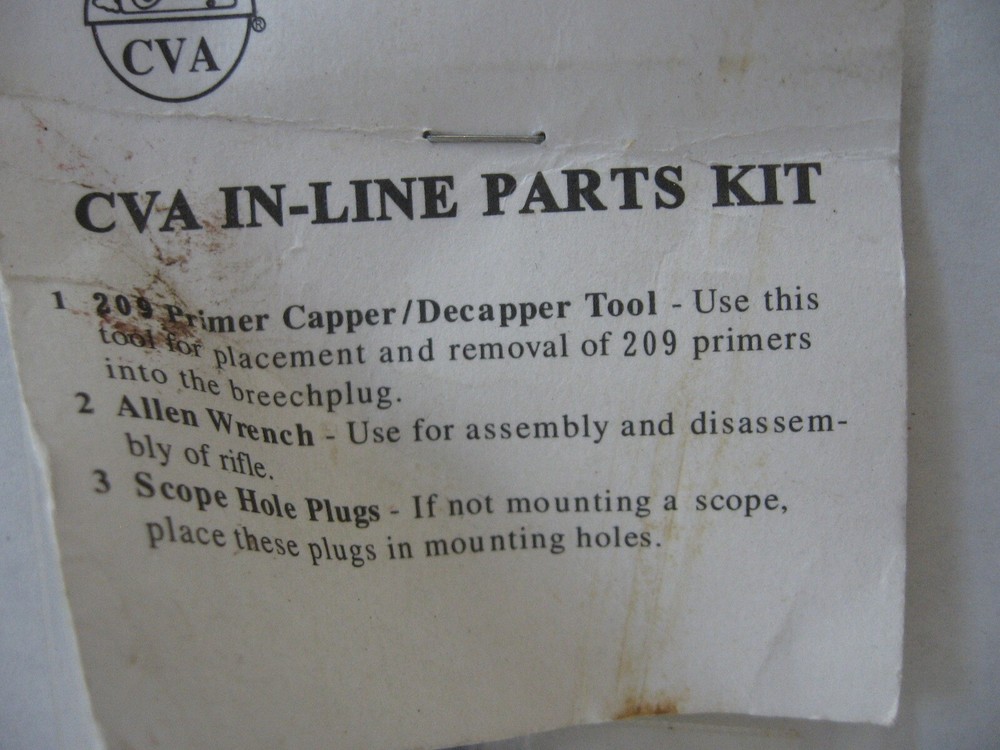 CVA ®
CVA IN-LINE PARTS KIT
1 209 Primer Capper/Decapper Tool - Use this
tool for placement and removal of 209 primers
into the breechplug.
2 Allen Wrench - Use for assembly and disassem-
bly of rifle.
3 Scope Hole Plugs - If not mounting a scope,
place these plugs in mounting holes.